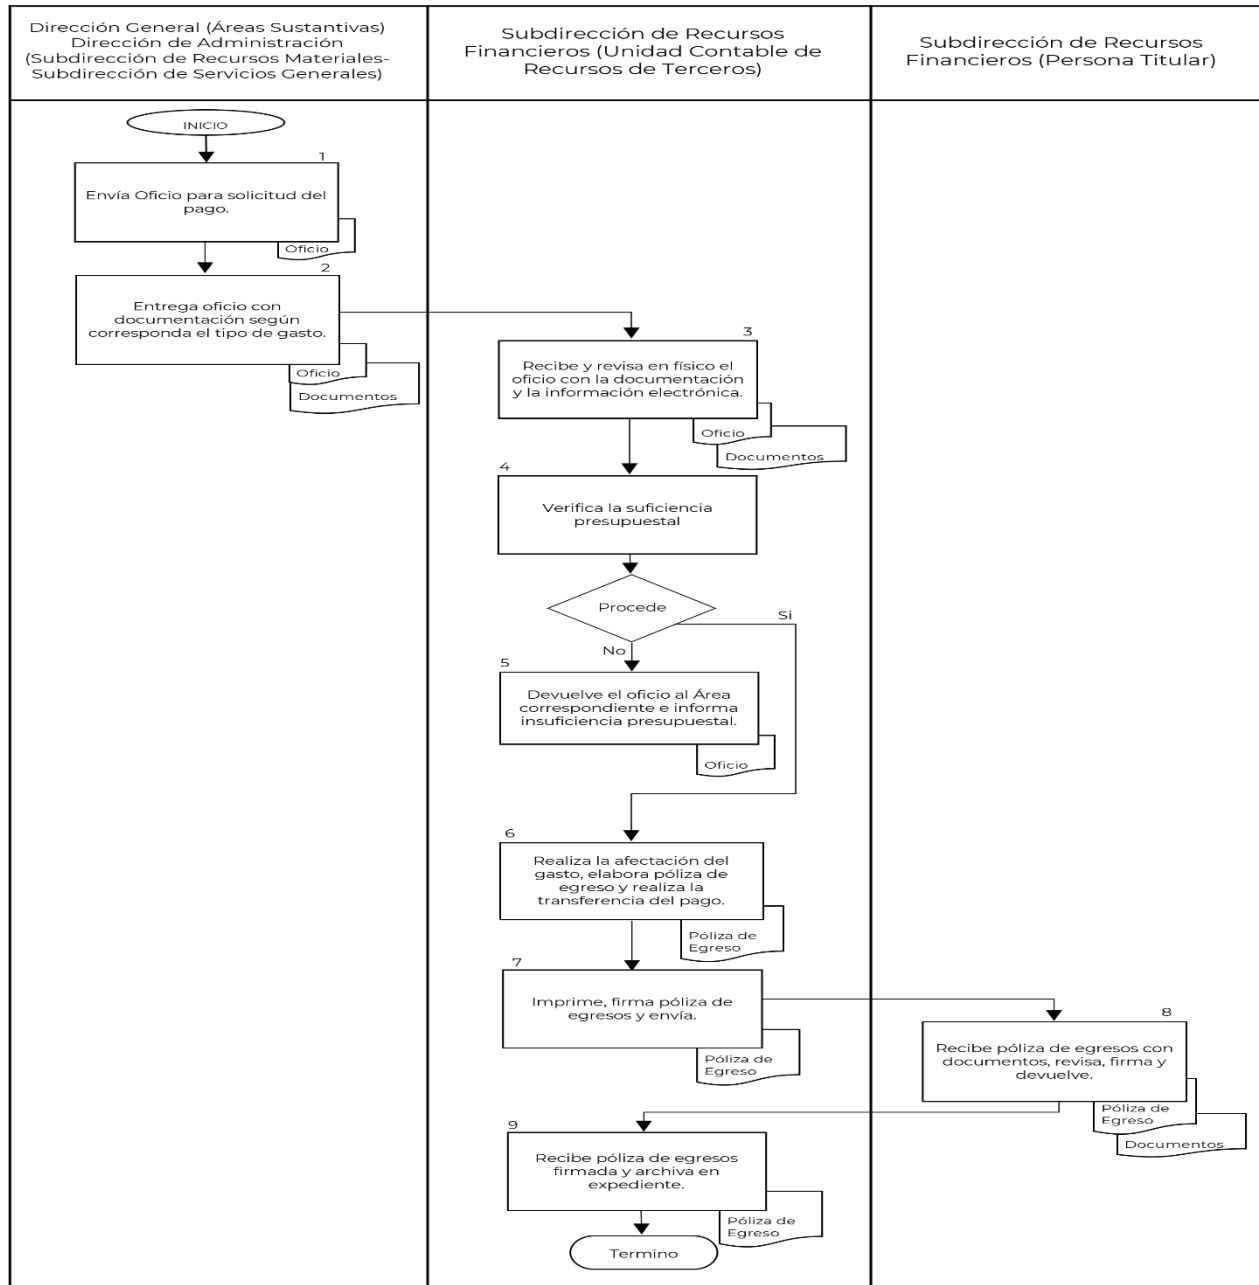 Dirección General (Áreas Sustantivas)
Dirección de Administración
(Subdirección de Recursos Materiales-
Subdirección de Servicios Generales)
Subdirección de Recursos
Financieros (Unidad Contable de
Recursos de Terceros)
Subdirección de Recursos
Financieros (Persona Titular)
INICIO
1
Envía Oficio para solicitud del
pago.
Oficio
2
Entrega oficio con
documentación según
corresponda el tipo de gasto.
Oficio
Documentos
3
Recibe y revisa en físico el
oficio con la documentación
y la información electrónica.
Oficio
Documentos
4
Verifica la suficiencia
presupuestal
Procede
Si
No
5
Devuelve el oficio al Área
correspondiente e informa
insuficiencia presupuestal.
Oficio
6
Realiza la afectación del
gasto, elabora póliza de
egreso y realiza la
transferencia del pago.
Póliza de
Egreso
7
Imprime, firma póliza de
egresos y envía.
Póliza de
Egreso
8
Recibe póliza de egresos con
documentos, revisa, firma y
devuelve.
Póliza de
Egreso
Documentos
9
Recibe póliza de egresos
firmada y archiva en
expediente.
Póliza de
Egreso
Termino